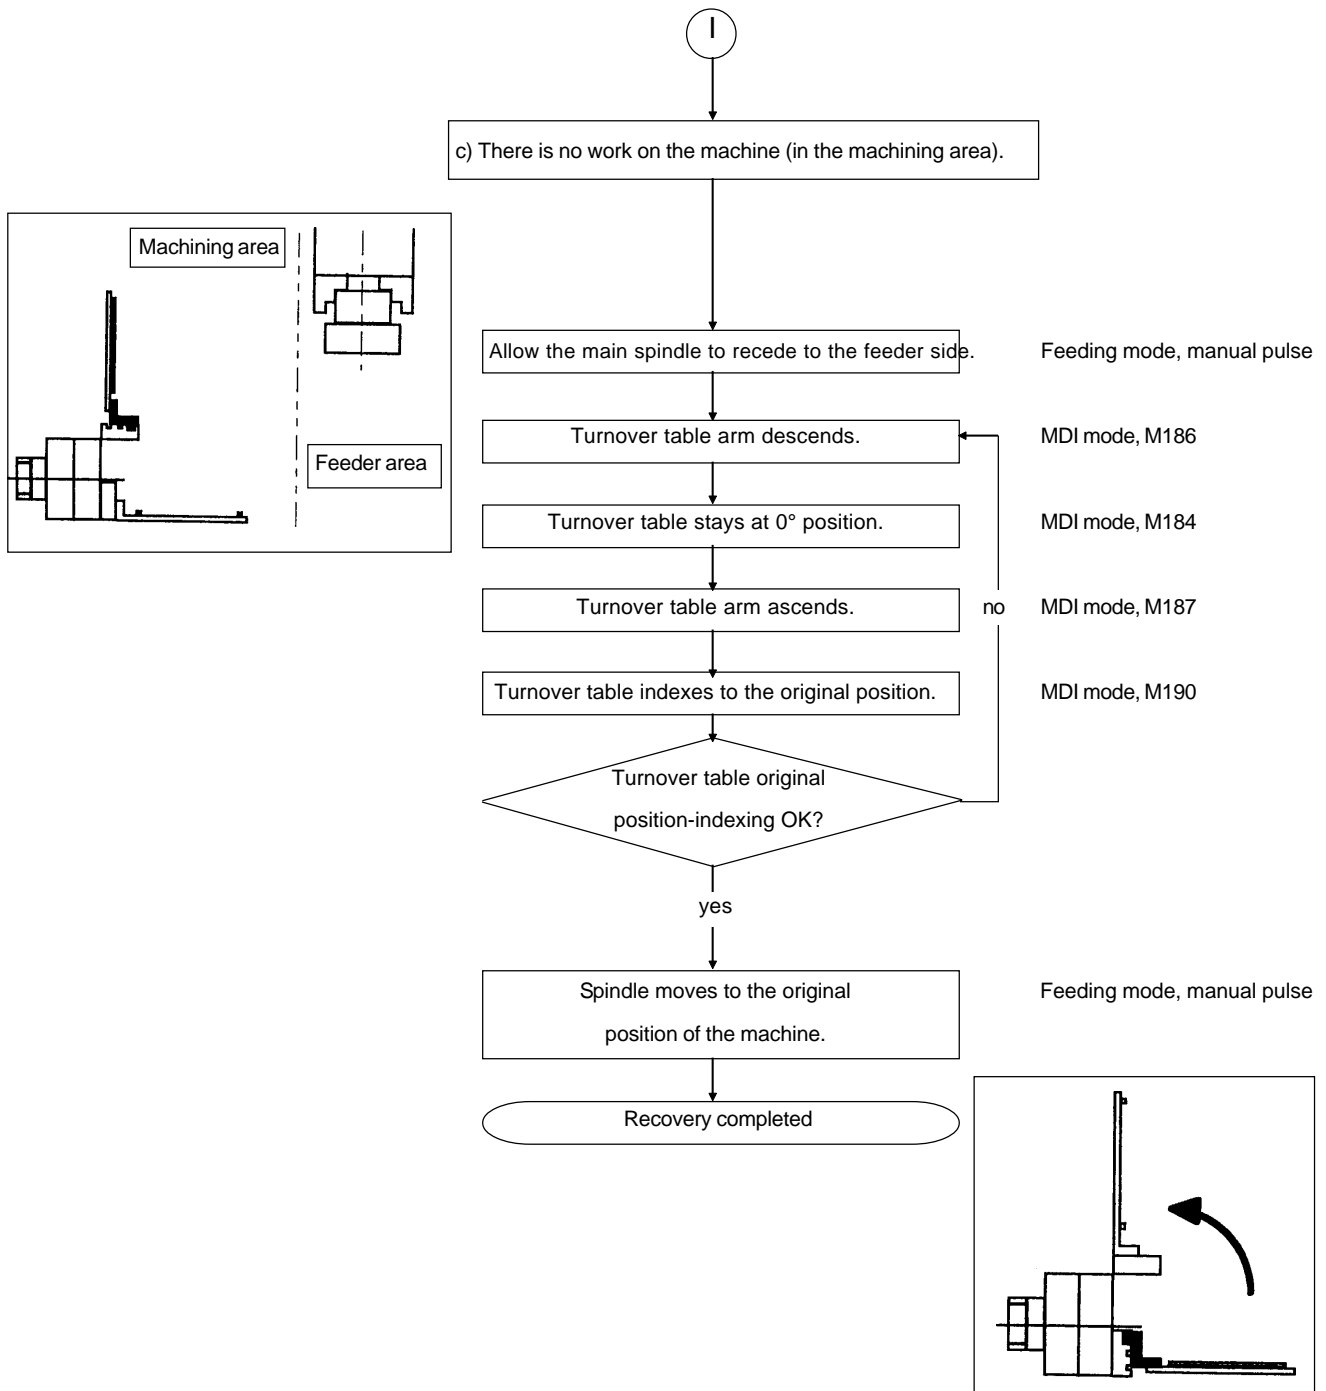 I
c) There is no work on the machine (in the machining area).
Machining area
Feeder area
Allow the main spindle to recede to the feeder side.
Feeding mode, manual pulse
Turnover table arm descends.
MDI mode, M186
Turnover table stays at 0° position.
MDI mode, M184
Turnover table arm ascends.
no
MDI mode, M187
Turnover table indexes to the original position.
MDI mode, M190
Turnover table original
position-indexing OK?
yes
Spindle moves to the original
position of the machine.
Feeding mode, manual pulse
Recovery completed